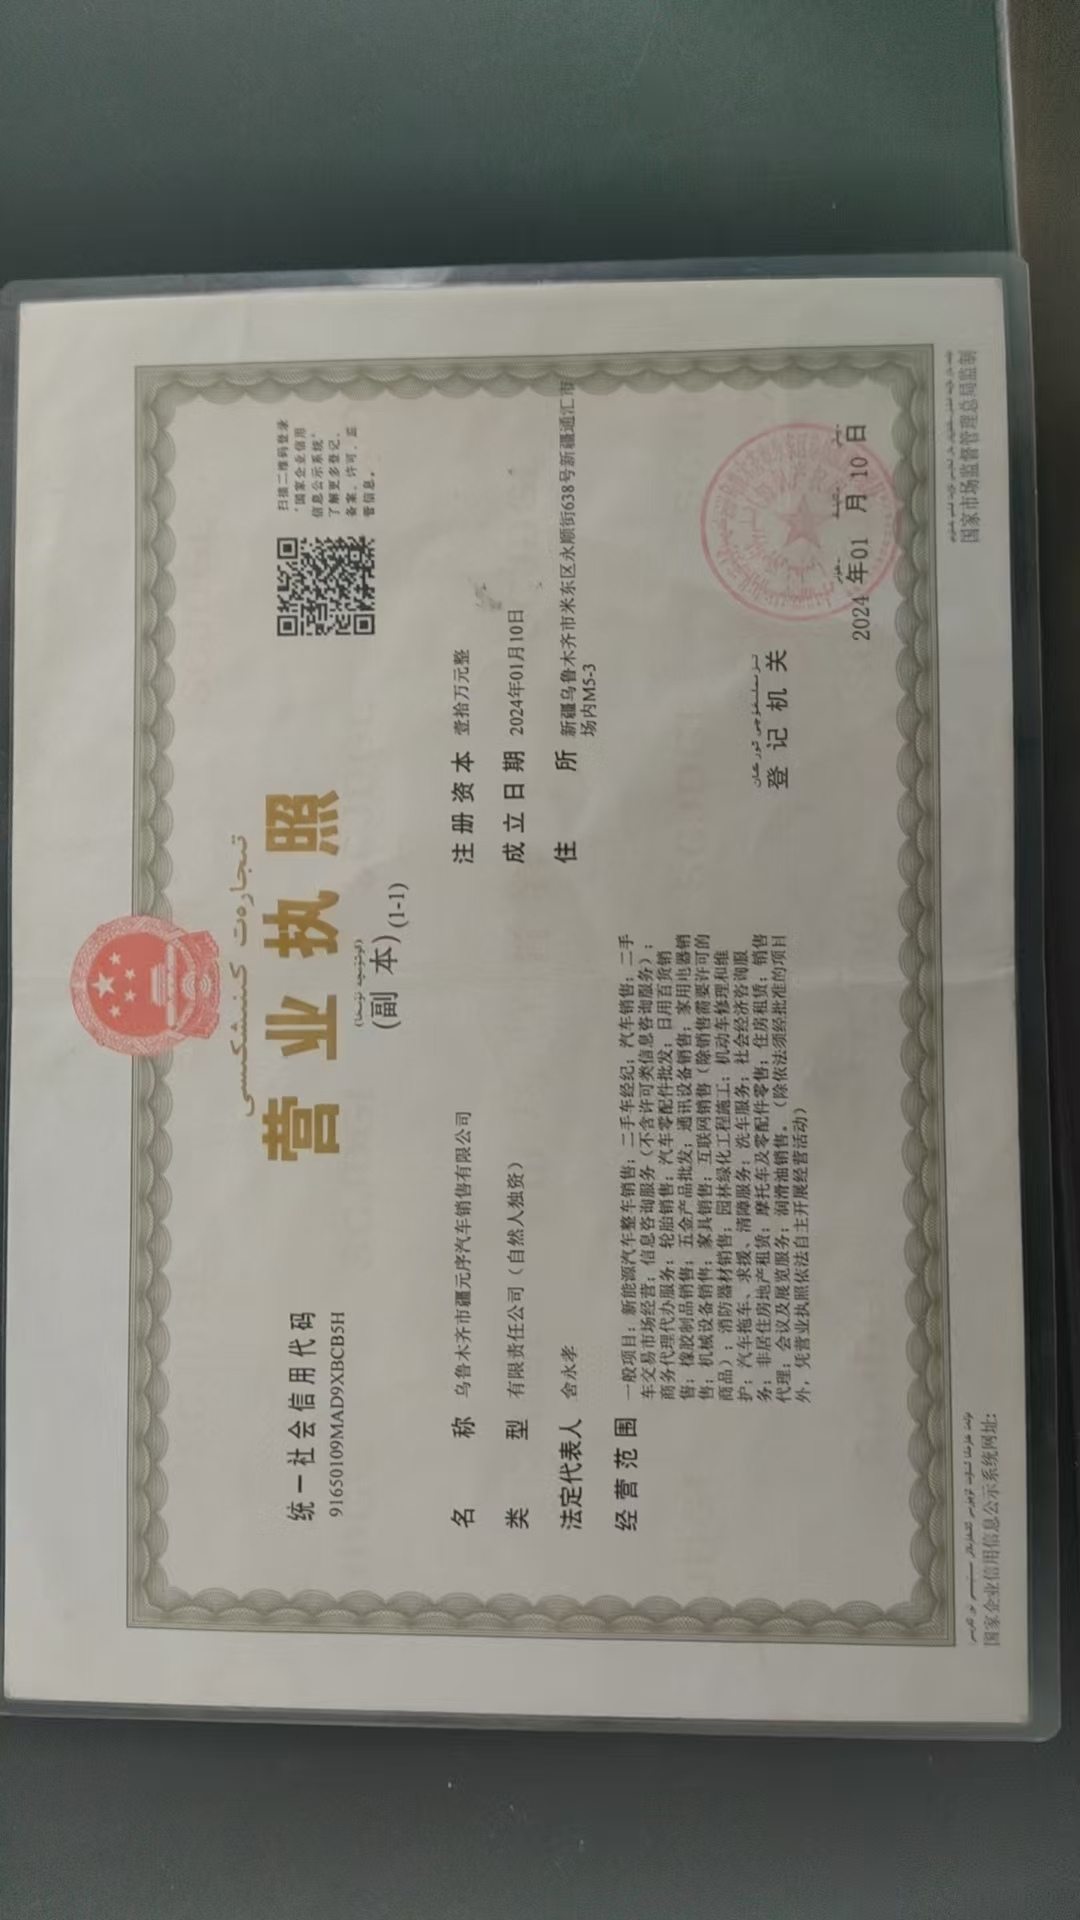 统一社会信用代码
91650109MAD9XBCB5H
تىجارەت كىنىشكىسى
营业执照
(副 本)(1-1)
扫描二维码登录
“国家企业信用
信息公示系统”
了解更多登记、
备案、许可、监
管信息。
名 称 乌鲁木齐市疆元序汽车销售有限公司
类 型 有限责任公司（自然人独资）
法定代表人 舍永孝
经营范围 一般项目：新能源汽车整车销售；二手车经纪；汽车销售；二手
车交易市场经营；信息咨询服务（不含许可类信息咨询服务）；
商务代理代办服务；轮胎销售；汽车零配件批发；日用百货销
售；橡胶制品销售；五金产品批发；通讯设备销售；家用电器销
售；机械设备销售；家具销售；互联网销售（除销售需要许可的
商品）；消防器材销售；园林绿化工程施工；机动车修理和维
护；汽车拖车、求援、清障服务；洗车服务；社会经济咨询服
务；非居住房地产租赁；摩托车及零配件零售；住房租赁；销售
代理；会议及展览服务；润滑油销售。（除依法须经批准的项目
外，凭营业执照依法自主开展经营活动）
注册资本 壹拾万元整
成立日期 2024年01月10日
住 所 新疆乌鲁木齐市米东区永顺街638号新疆通汇市
场内M5-3
登记机关
2024 年01 月 10 日
国家企业信用信息公示系统网址:
国家市场监督管理总局监制